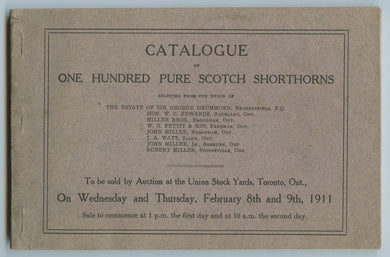 CATALOGUE
OF
ONE HUNDRED PURE SCOTCH SHORTHORNS
SELECTED FROM THE HERDS OF
THE ESTATE OF SIR GEORGE DRUMMOND, BEACONSFIELD, P.Q
HON. W. C. EDWARDS, ROCKLAND, ONT.
MILLER BROS., BROUGHAM, ONT.
W. G. PETTIT & SON, FREEMAN, ONT.
JOHN MILLER, BROUGHAM, ONT.
J. A. WATT, SALEM, ONT.
JOHN MILLER, JR., ASHBURN, ONT
ROBERT MILLER, STOUFFVILLE, ONT.
To be sold by Auction at the Union Stock Yards, Toronto, Ont.,
On Wednesday and Thursday, February 8th and 9th, 1911
Sale to commence at 1 p.m. the first day and at 10 a.m. the second day.